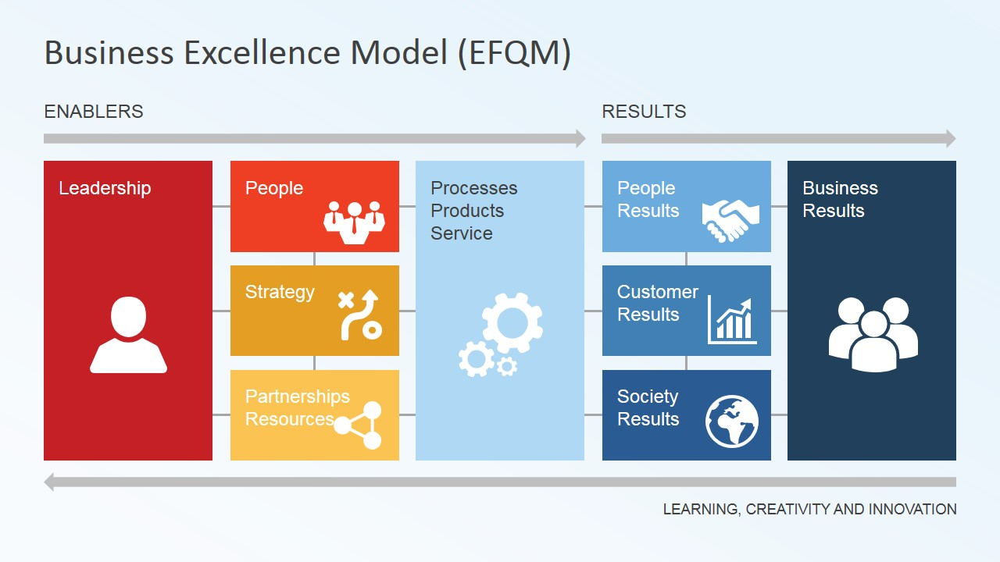 Business Excellence Model (EFQM)
ENABLERS
RESULTS
Leadership
People
Strategy
Partnerships
Resources
Processes
Products
Service
People
Results
Customer
Results
Society
Results
Business
Results
LEARNING, CREATIVITY AND INNOVATION